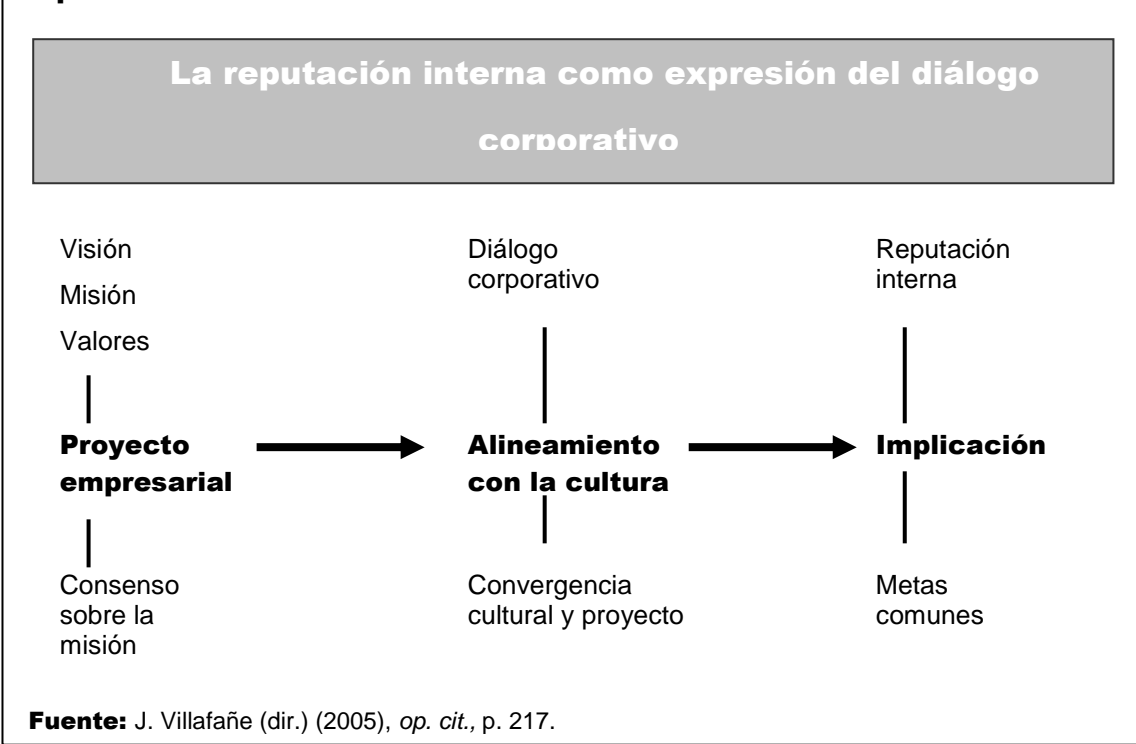 La reputación interna como expresión del diálogo
corporativo
Visión
Misión
Valores
Diálogo
corporativo
Reputación
interna
Proyecto
empresarial
Alineamiento
con la cultura
Implicación
Consenso
sobre la
misión
Convergencia
cultural y proyecto
Metas
comunes
Fuente: J. Villafañe (dir.) (2005), op. cit., p. 217.